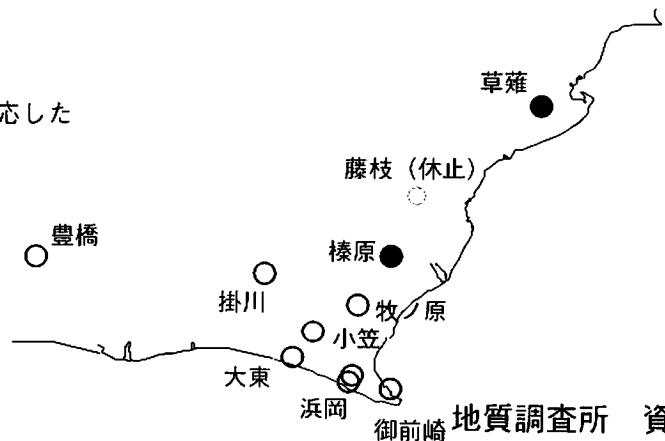 草薙
応した
藤枝（休止）
豊橋
榛原
掛川
牧ノ原
小笠
大東
浜岡
御前崎
地質調査所 資